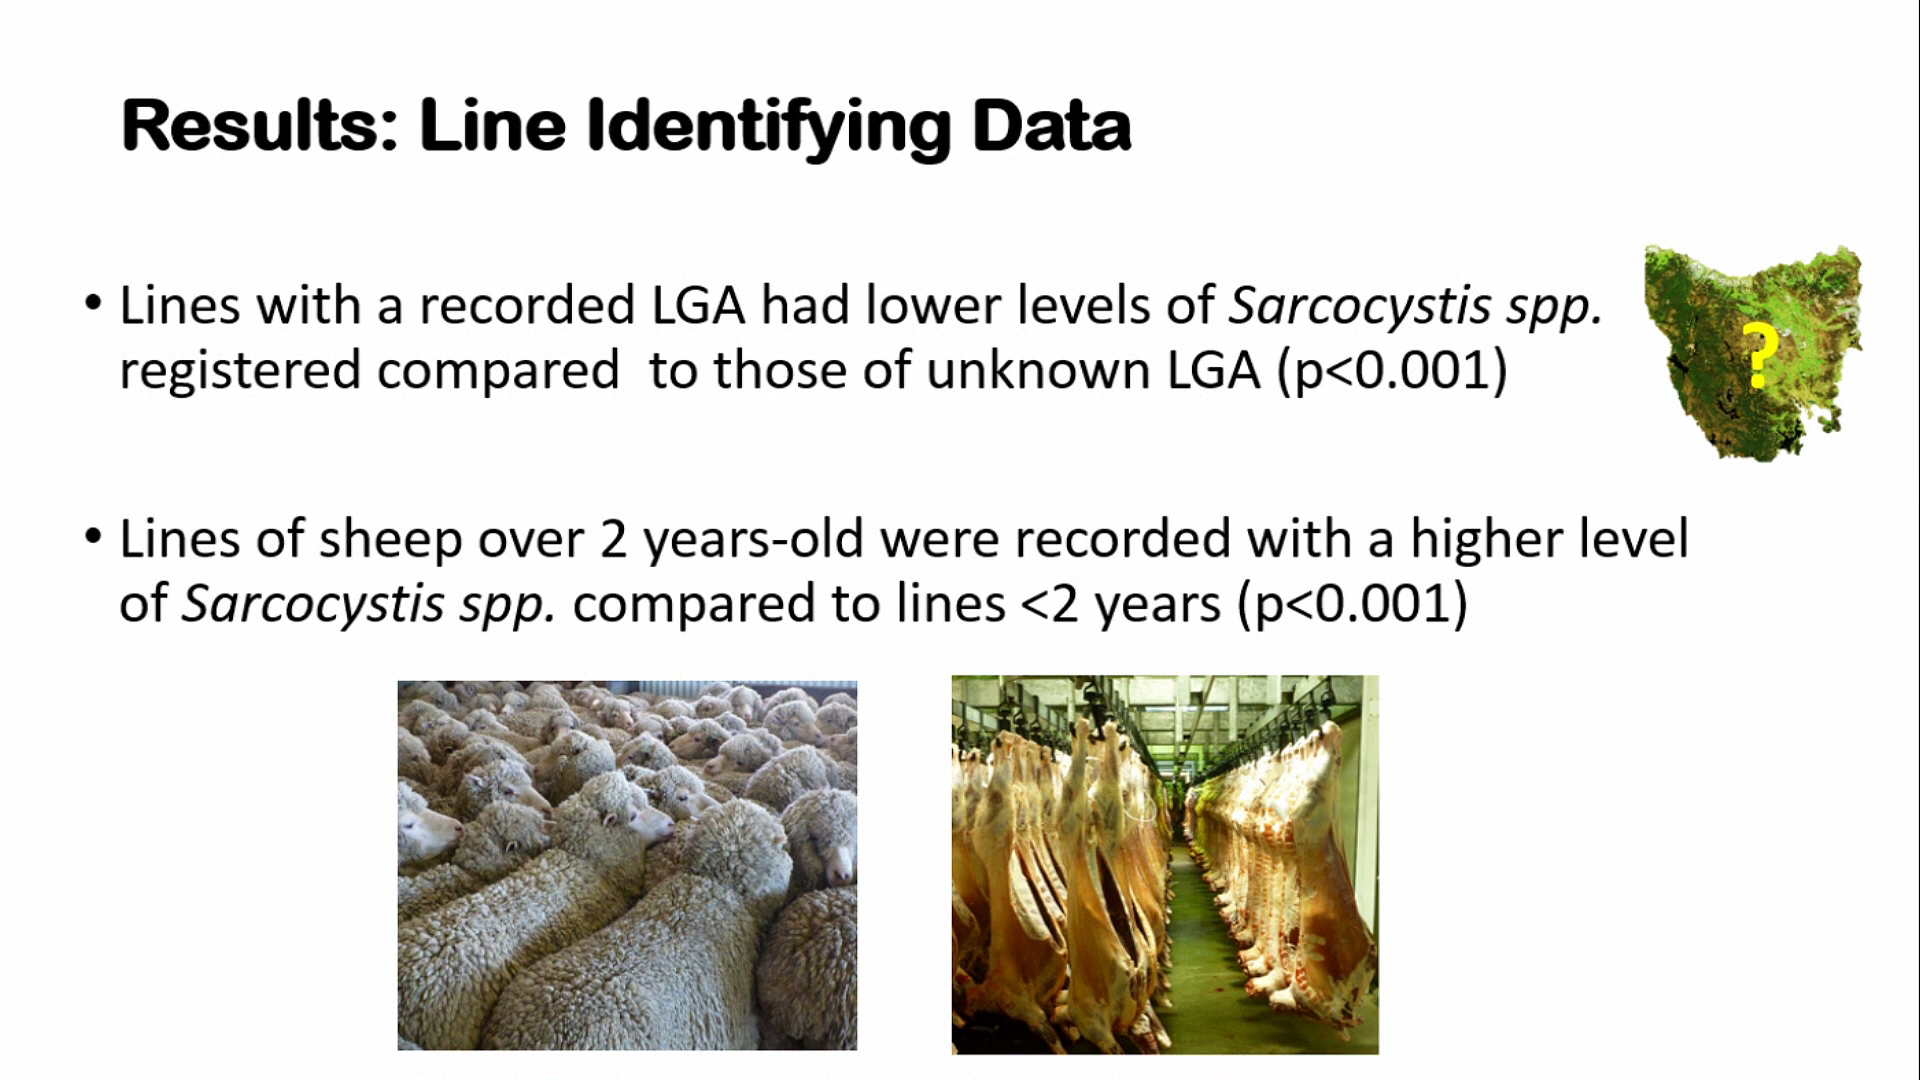 Results: Line Identifying Data
• Lines with a recorded LGA had lower levels of Sarcocystis spp.
registered compared  to those of unknown LGA (p<0.001)
?
• Lines of sheep over 2 years-old were recorded with a higher level
of Sarcocystis spp. compared to lines <2 years (p<0.001)